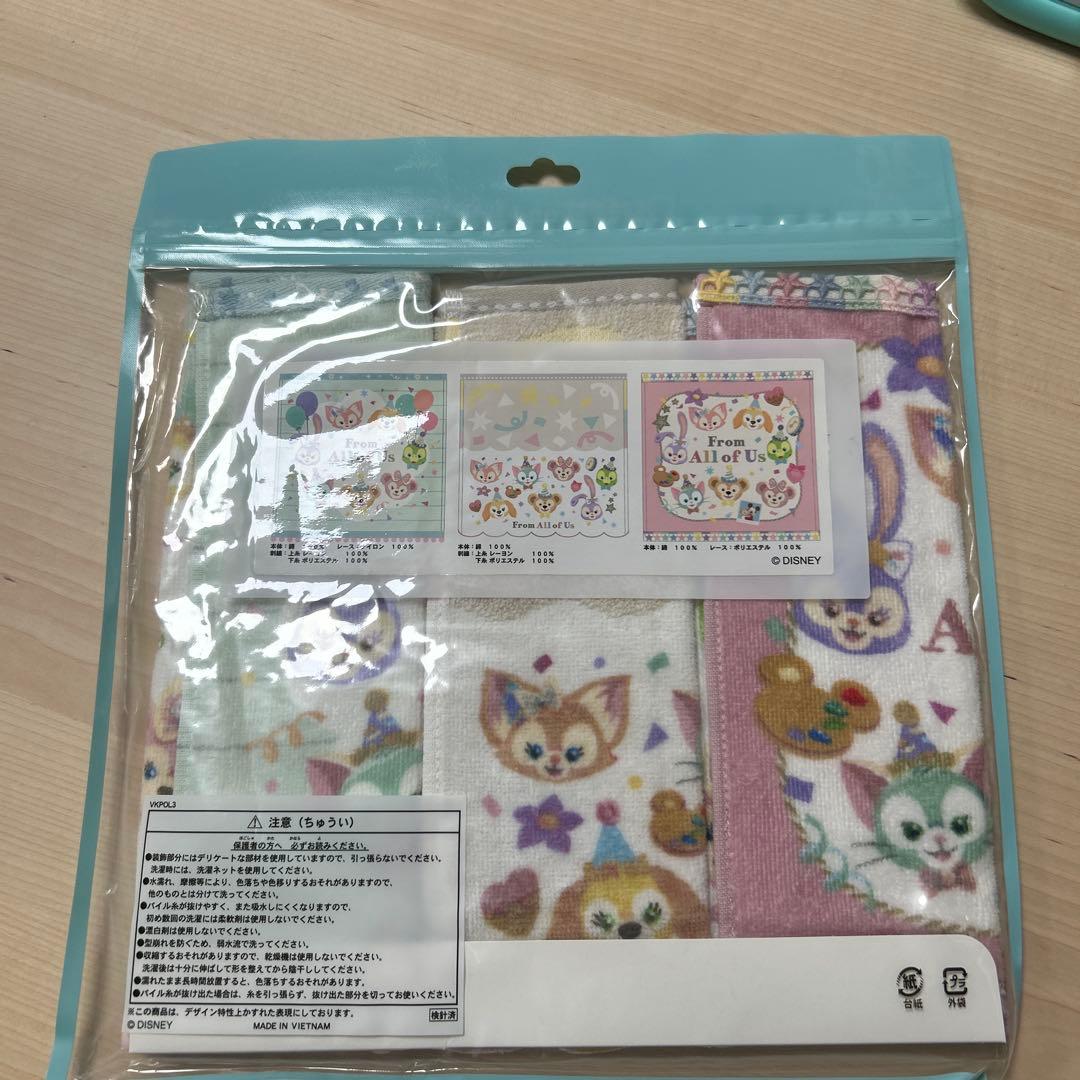 From
All of Us
From All of Us
From
All of Us
本体：綿 100% レース：ナイロン 100%
刺繍：上糸 レーヨン 100%
下糸 ポリエステル 100%
本体：綿 100%
刺繍：上糸 レーヨン 100%
下糸 ポリエステル 100%
本体：綿 100% レース：ポリエステル 100%
© DISNEY
A
VKPOL3
⚠ 注意（ちゅうい）
ほごしゃ かた かなら よ
保護者の方へ 必ずお読みください。
●装飾部分にはデリケートな部材を使用していますので、引っ張らないでください。
洗濯時には、洗濯ネットを使用してください。
●水濡れ、摩擦等により、色落ちや色移りするおそれがありますので、
他のものとは分けて洗ってください。
●パイル糸が抜けやすく、また吸水しにくくなりますので、
初め数回の洗濯には柔軟剤は使用しないでください。
●漂白剤は使用しないでください。
●型崩れを防ぐため、弱水流で洗ってください。
●収縮するおそれがありますので、乾燥機は使用しないでください。
洗濯後は十分に伸ばして形を整えてから陰干ししてください。
●濡れたまま長時間放置すると、色落ちするおそれがあります。
●パイル糸が抜け出た場合は、糸を引っ張らず、抜け出た部分を切ってお使いください。
※この商品は、デザイン特性上かすれた表現にしております。
検針済
© DISNEY MADE IN VIETNAM
紙
台紙
プラ
外袋